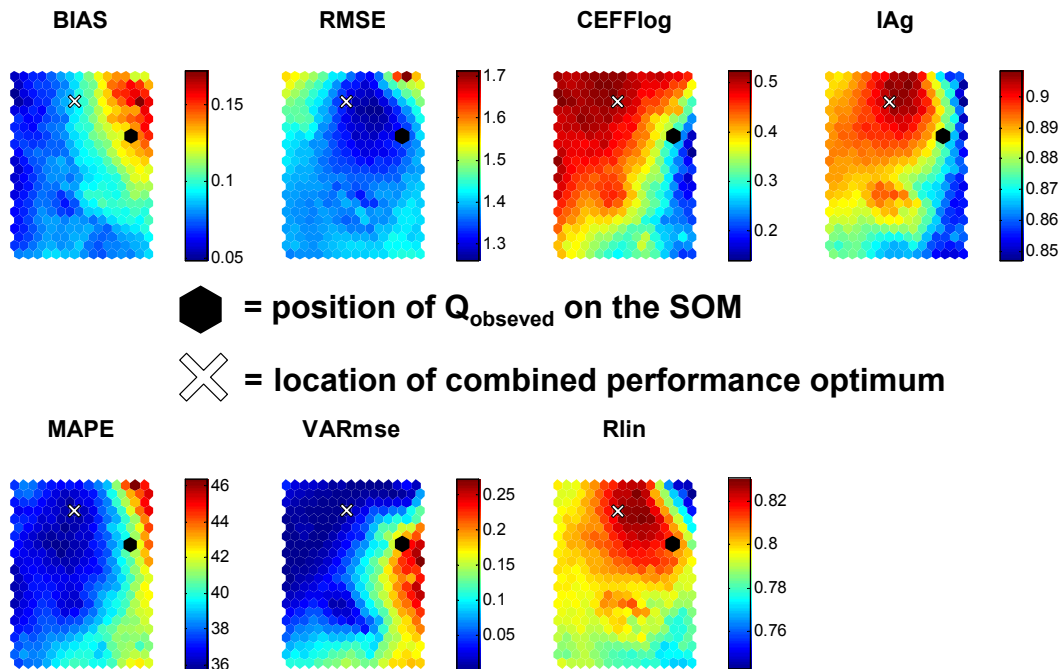 BIAS RMSE CEFFlog IAg
0.15 0.1 0.05
1.7 1.6 1.5 1.4 1.3
0.5 0.4 0.3 0.2
0.9 0.89 0.88 0.87 0.86 0.85
= position of Qobseved on the SOM
= location of combined performance optimum
MAPE VARmse Rlin
46 44 42 40 38 36
0.25 0.2 0.15 0.1 0.05
0.82 0.8 0.78 0.76